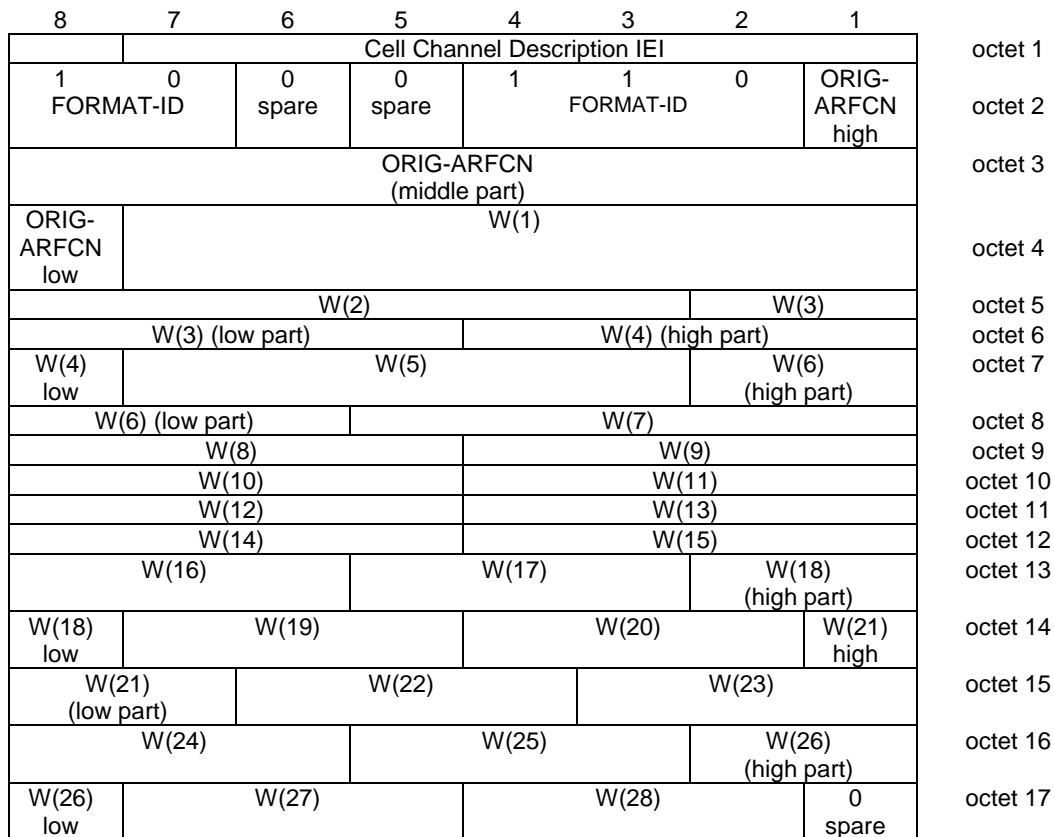 8 7 6 5 4 3 2 1
Cell Channel Description IEI octet 1
1 0 0 0 1 1 0 ORIG-
FORMAT-ID spare spare FORMAT-ID ARFCN octet 2
high
ORIG-ARFCN octet 3
(middle part)
ORIG- W(1)
ARFCN octet 4
low
W(2) W(3) octet 5
W(3) (low part) W(4) (high part) octet 6
W(4) W(5) W(6) octet 7
low (high part)
W(6) (low part) W(7) octet 8
W(8) W(9) octet 9
W(10) W(11) octet 10
W(12) W(13) octet 11
W(14) W(15) octet 12
W(16) W(17) W(18) octet 13
(high part)
W(18) W(19) W(20) W(21) octet 14
low high
W(21) W(22) W(23) octet 15
(low part)
W(24) W(25) W(26) octet 16
(high part)
W(26) W(27) W(28) 0 octet 17
low spare